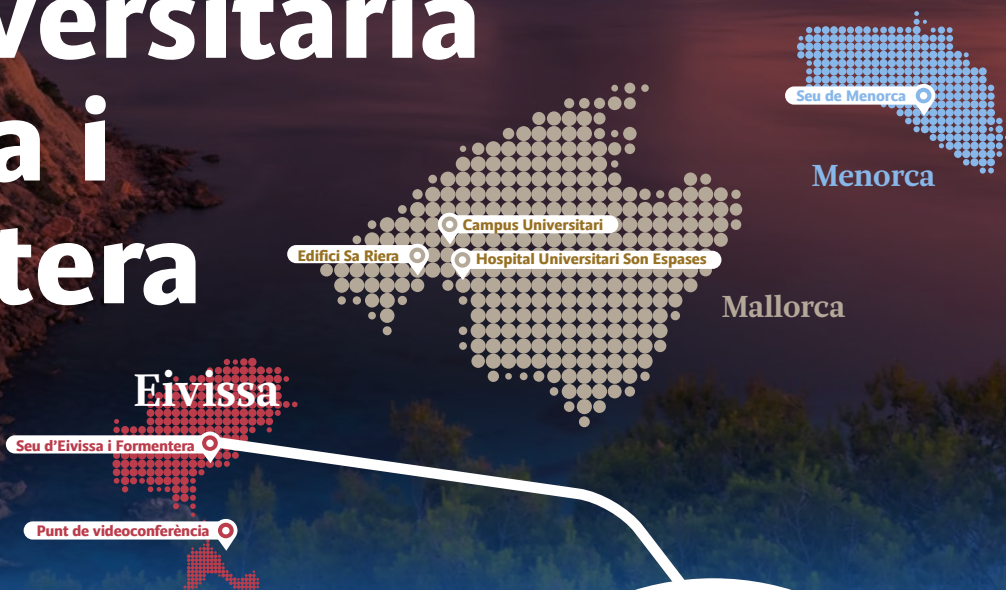 versitària
a i
tera
Seu de Menorca
Menorca
Campus Universitari
Edifici Sa Riera
Hospital Universitari Son Espases
Mallorca
Eivissa
Seu d'Eivissa i Formentera
Punt de videoconferència